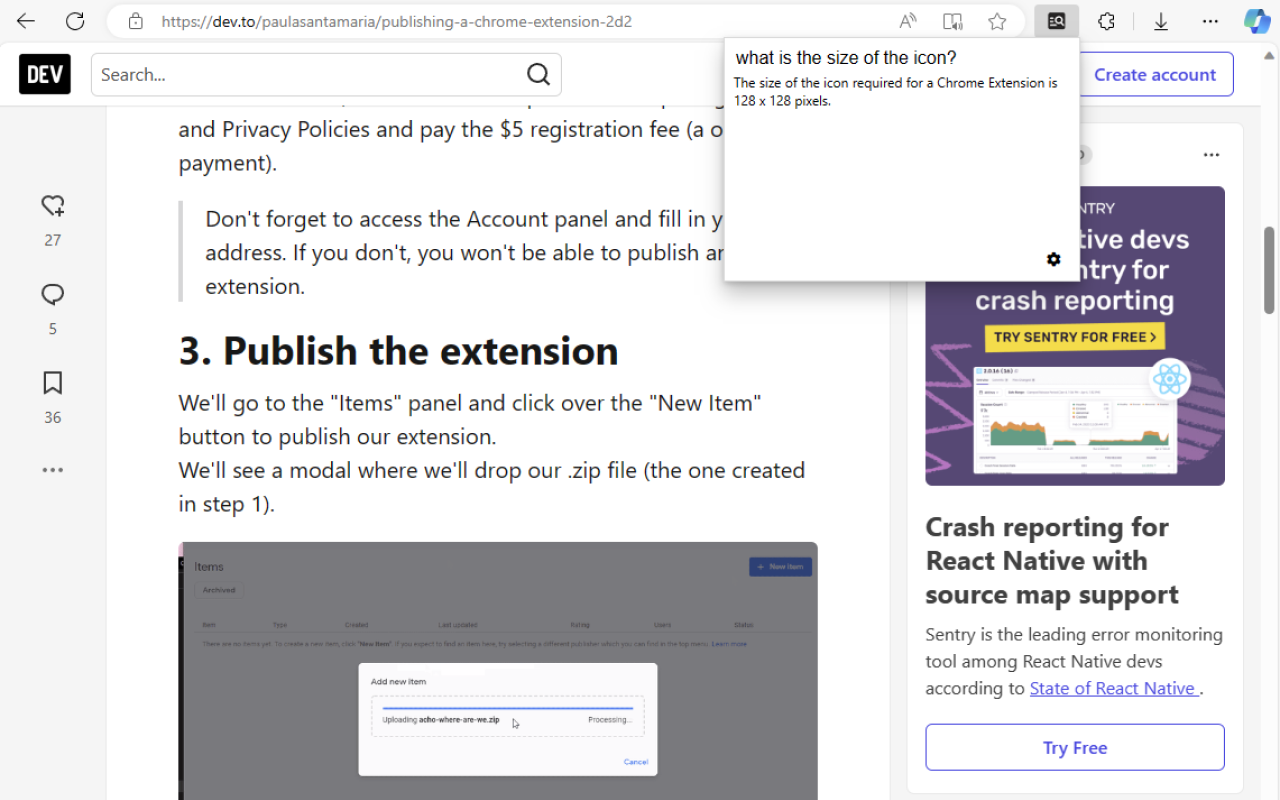 https://dev.to/paulasantamaria/publishing-a-chrome-extension-2d2
DEV
Search...
Create account
what is the size of the icon?
The size of the icon required for a Chrome Extension is
128 x 128 pixels.
and Privacy Policies and pay the $5 registration fee (a o
payment).
27
Don't forget to access the Account panel and fill in y
address. If you don't, you won't be able to publish ar
extension.
5
3. Publish the extension
36
We'll go to the "Items" panel and click over the "New Item"
button to publish our extension.
We'll see a modal where we'll drop our .zip file (the one created
in step 1).
Items
+ New Item
Archived
Item Type Created Last updates Rating Users Status
There are no items yet. To create a new item, click "New Item". If you expect to find an item here, try selecting a different publisher which you can find in the top menu. Learn more
Add new item
Uploading acho-where-are-we.zip Processing...
Cancel
NTRY
tive devs
ntry for
crash reporting
TRY SENTRY FOR FREE >
Crash reporting for
React Native with
source map support
Sentry is the leading error monitoring
tool among React Native devs
according to State of React Native .
Try Free